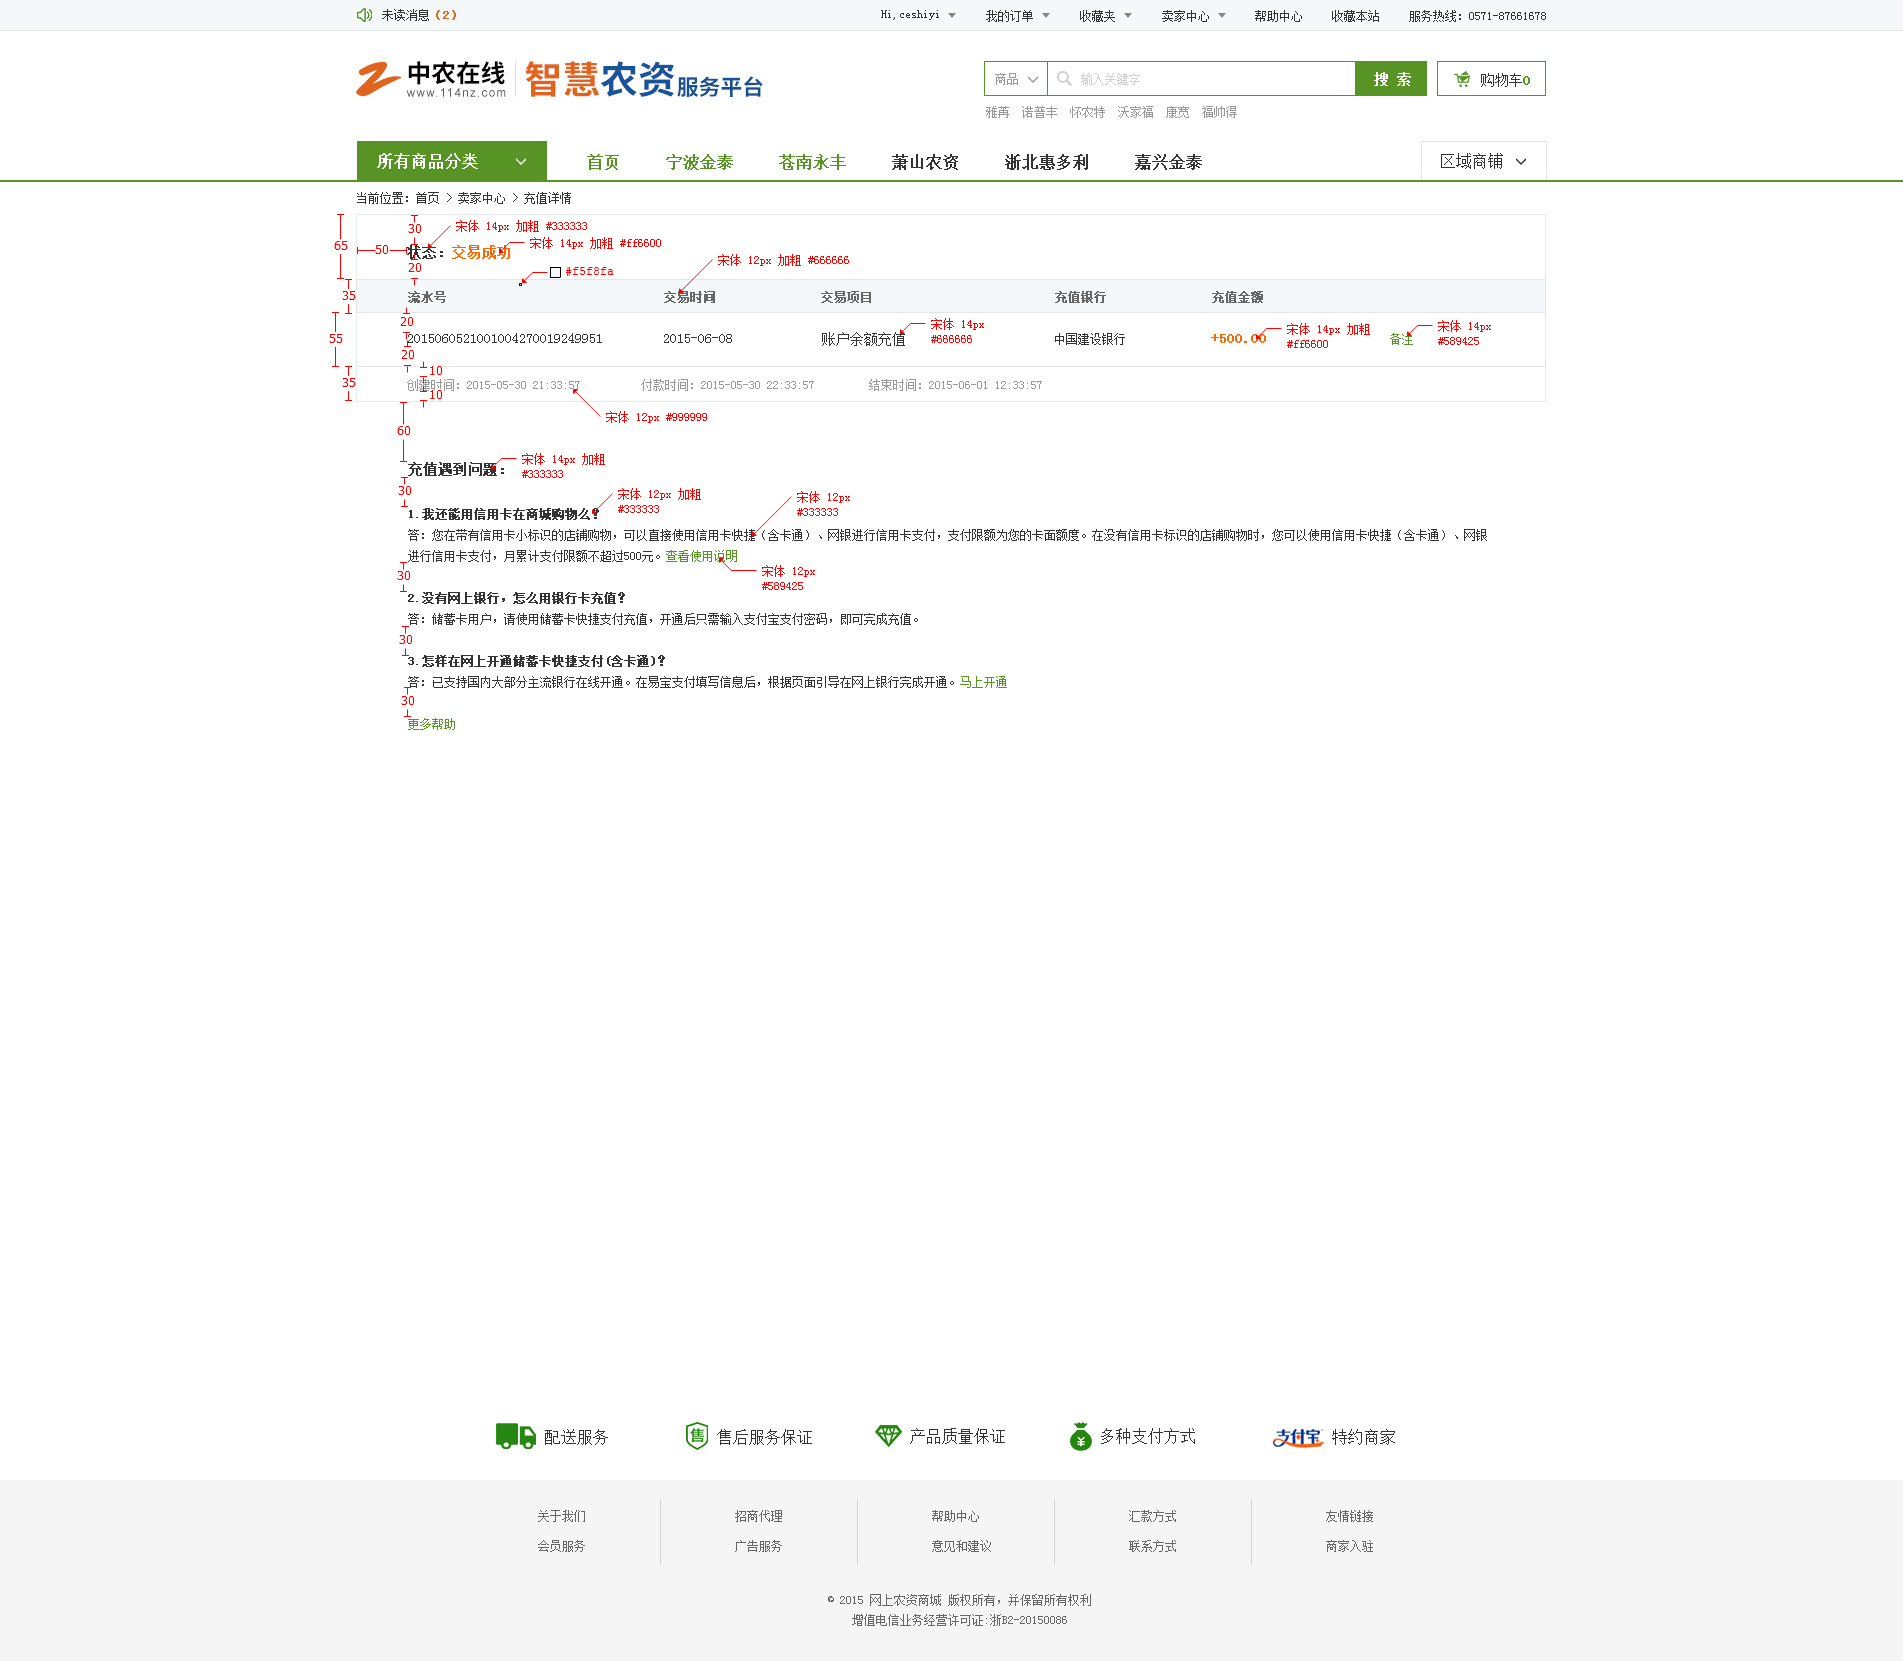 未读消息（2）
Hi,ceshiyi 我的订单 收藏夹 卖家中心 帮助中心 收藏本站 服务热线：0571-87661678
中农在线 www.114nz.com 智慧农资服务平台
商品 输入关键字 搜 索 购物车0
雅苒 诺普丰 怀农特 沃家福 康宽 福帅得
所有商品分类 首页 宁波金泰 苍南永丰 萧山农资 浙北惠多利 嘉兴金泰 区域商铺
当前位置：首页 > 卖家中心 > 充值详情
30 宋体 14px 加粗 #333333
65 50 宋体 14px 加粗 #ff6600
状态：交易成功
宋体 12px 加粗 #666666
20 #f5f8fa
35 流水号 交易时间 交易项目 充值银行 充值金额
20 宋体 14px #666666
宋体 14px 加粗 #ff6600
宋体 14px #589425
55 2015060521001004270019249951 2015-06-08 账户余额充值 中国建设银行 +500.00 备注
20
10
35 创建时间：2015-05-30 21:33:57 付款时间：2015-05-30 22:33:57 结束时间：2015-06-01 12:33:57
10
宋体 12px #999999
60
宋体 14px 加粗
#333333
充值遇到问题：
30
宋体 12px 加粗
#333333
宋体 12px
#333333
1.我还能用信用卡在商城购物么？
答：您在带有信用卡小标识的店铺购物，可以直接使用信用卡快捷（含卡通）、网银进行信用卡支付，支付限额为您的卡面额度。在没有信用卡标识的店铺购物时，您可以使用信用卡快捷（含卡通）、网银
进行信用卡支付，月累计支付限额不超过500元。查看使用说明
宋体 12px
#589425
30
2.没有网上银行，怎么用银行卡充值？
答：储蓄卡用户，请使用储蓄卡快捷支付充值，开通后只需输入支付宝支付密码，即可完成充值。
30
3.怎样在网上开通储蓄卡快捷支付(含卡通)？
答：已支持国内大部分主流银行在线开通。在易宝支付填写信息后，根据页面引导在网上银行完成开通。马上开通
30
更多帮助
配送服务 售 售后服务保证 产品质量保证 ¥ 多种支付方式 支付宝 特约商家
关于我们 招商代理 帮助中心 汇款方式 友情链接
会员服务 广告服务 意见和建议 联系方式 商家入驻
© 2015 网上农资商城 版权所有，并保留所有权利
增值电信业务经营许可证:浙B2-20150086